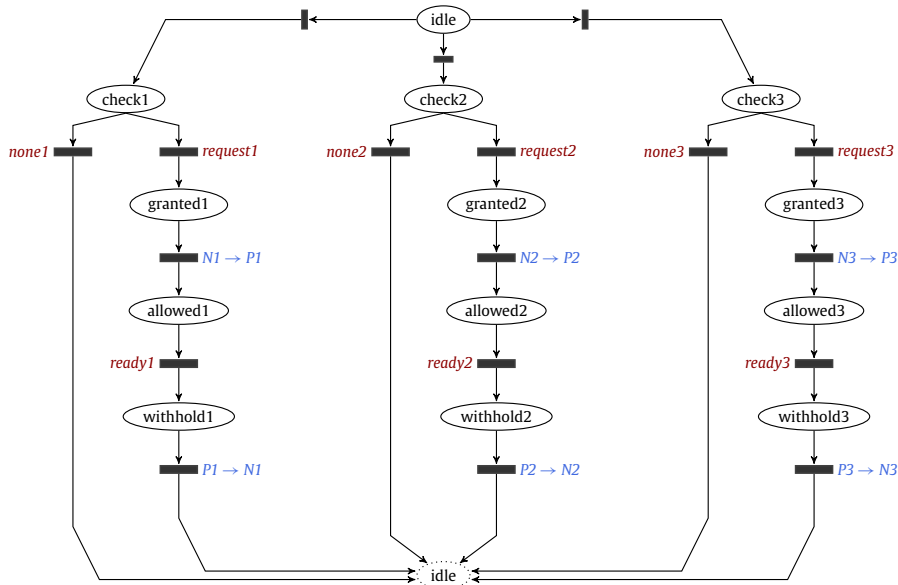 idle
check1 check2 check3
none1 request1 none2 request2 none3 request3
granted1 granted2 granted3
N1 → P1 N2 → P2 N3 → P3
allowed1 allowed2 allowed3
ready1 ready2 ready3
withhold1 withhold2 withhold3
P1 → N1 P2 → N2 P3 → N3
idle